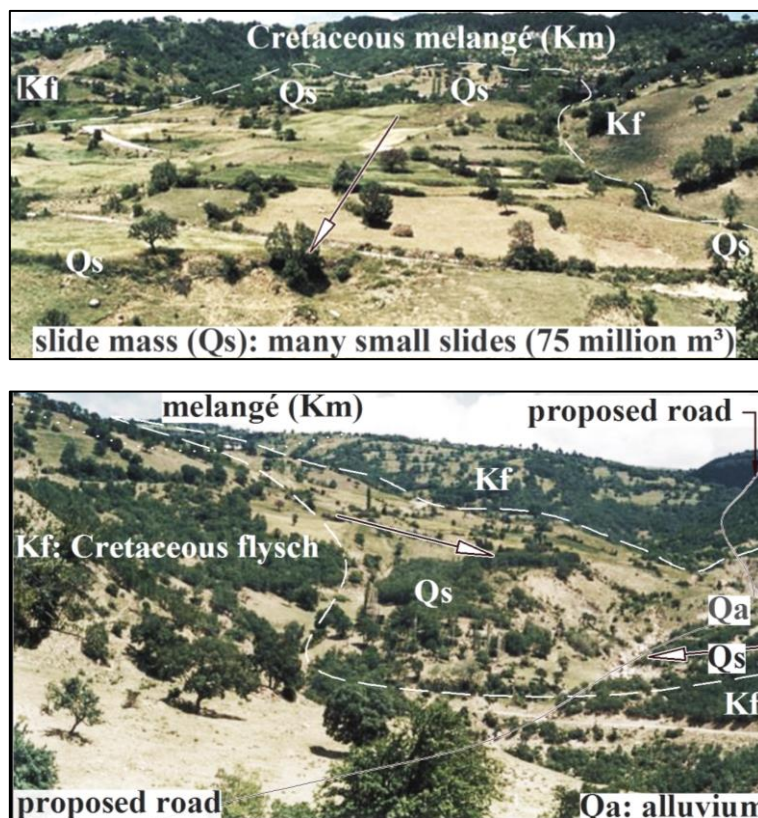 Cretaceous melangé (Km)
Kf
Qs
Qs
Kf
Qs
Qs
slide mass (Qs): many small slides (75 million m³)
melangé (Km)
proposed road
Kf
Kf: Cretaceous flysch
Qs
Qa
Qs
Kf
proposed road
Qa: alluvium